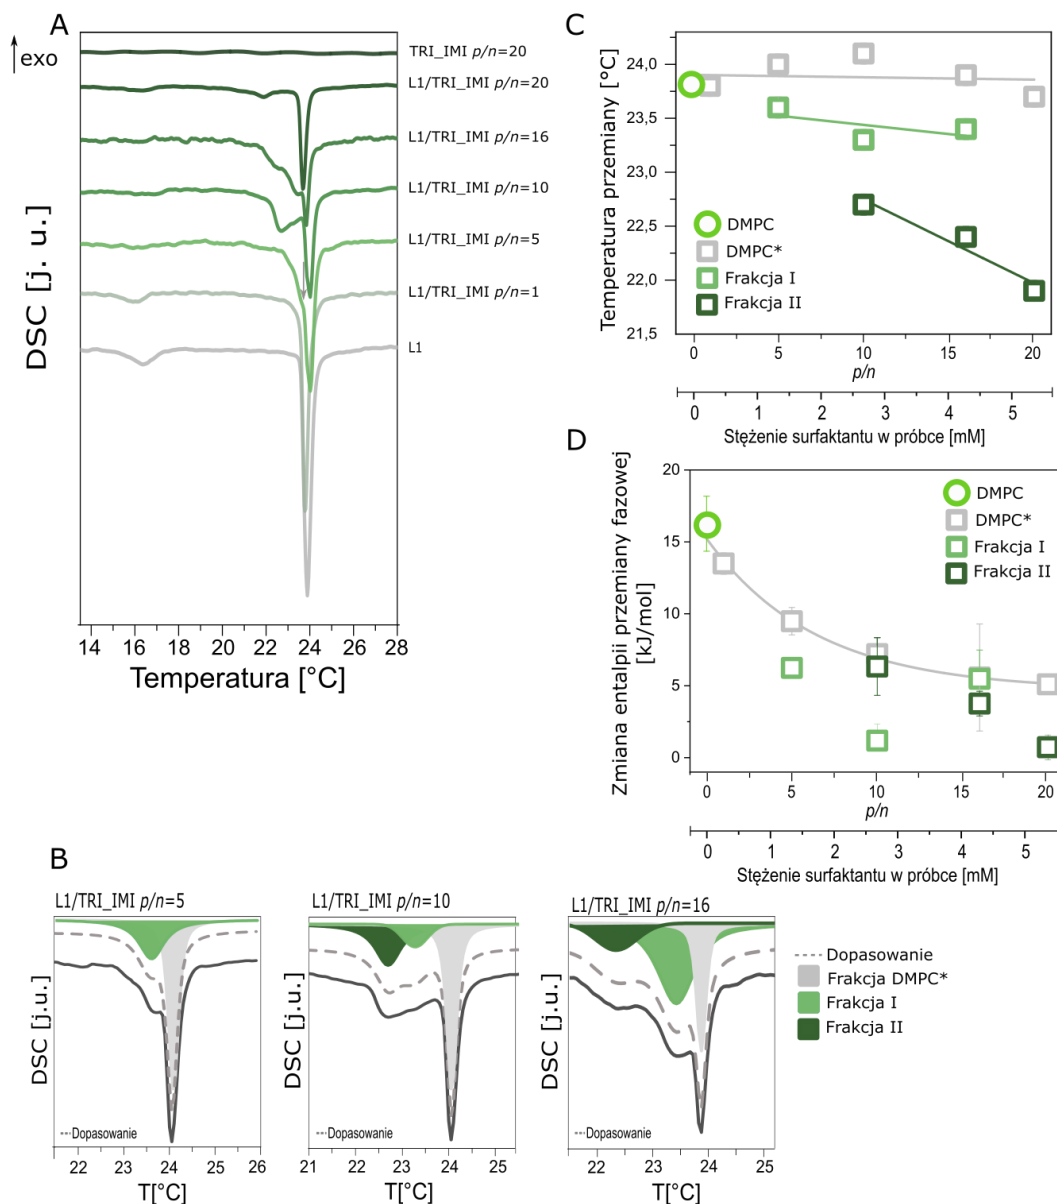 A
exo
TRI_IMI p/n=20
L1/TRI_IMI p/n=20
L1/TRI_IMI p/n=16
L1/TRI_IMI p/n=10
L1/TRI_IMI p/n=5
L1/TRI_IMI p/n=1
L1
DSC [j. u.]
14 16 18 20 22 24 26 28
Temperatura [°C]
C
Temperatura przemiany [°C]
24,0
23,5
23,0
22,5
22,0
21,5
DMPC
DMPC*
Frakcja I
Frakcja II
0 5 10 15 20
p/n
0 1 2 3 4 5
Stężenie surfaktantu w próbce [mM]
D
Zmiana entalpii przemiany fazowej
[kJ/mol]
20
15
10
5
0
DMPC
DMPC*
Frakcja I
Frakcja II
0 5 10 15 20
p/n
0 1 2 3 4 5
Stężenie surfaktantu w próbce [mM]
B
L1/TRI_IMI p/n=5
DSC [j.u.]
Dopasowanie
22 23 24 25 26
T[°C]
L1/TRI_IMI p/n=10
DSC [j.u.]
Dopasowanie
21 22 23 24 25
T[°C]
L1/TRI_IMI p/n=16
DSC [j.u.]
Dopasowanie
22 23 24 25
T[°C]
Dopasowanie
Frakcja DMPC*
Frakcja I
Frakcja II